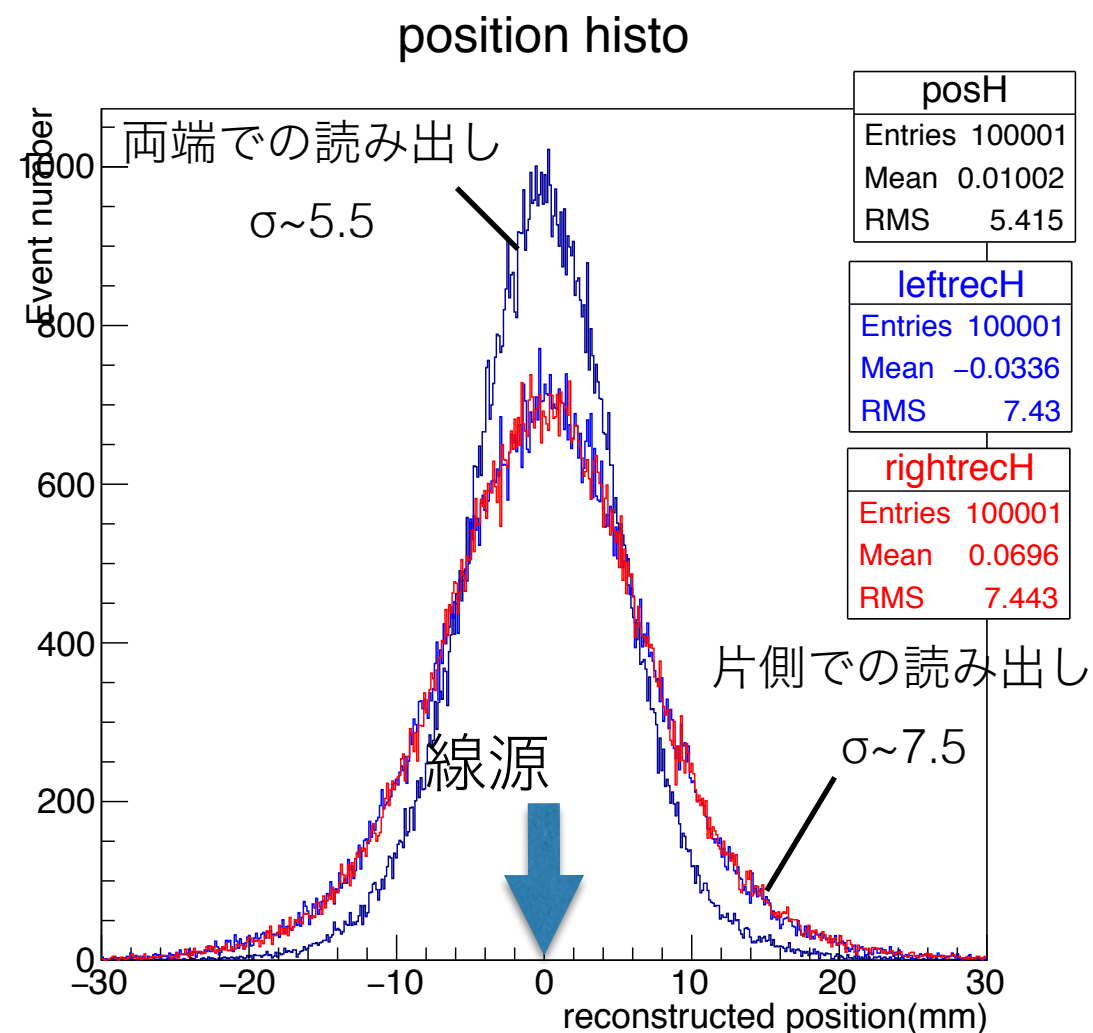 position histo
posH
Entries 100001
Mean 0.01002
RMS 5.415
leftrecH
Entries 100001
Mean −0.0336
RMS 7.43
rightrecH
Entries 100001
Mean 0.0696
RMS 7.443
Event number
両端での読み出し
σ~5.5
片側での読み出し
σ~7.5
線源
1000
800
600
400
200
0
−30 −20 −10 0 10 20 30
reconstructed position(mm)